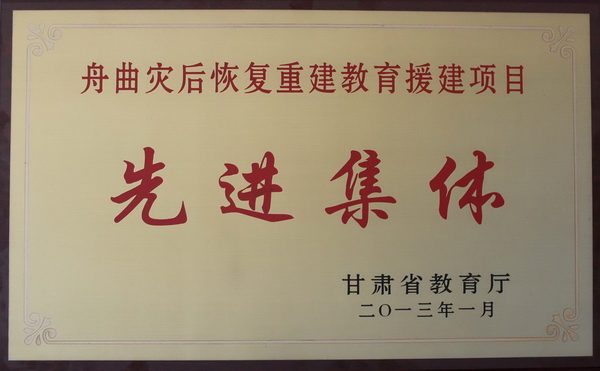 舟曲灾后恢复重建教育援建项目
先进集体
甘肃省教育厅
二〇一三年一月